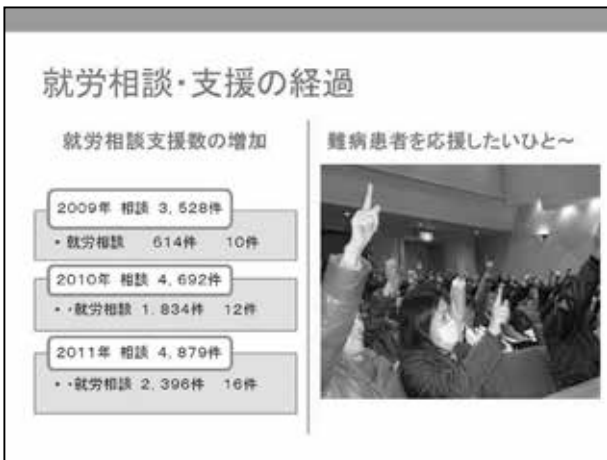 就労相談・支援の経過
就労相談支援数の増加
2009年 相談 3,528件
・就労相談 614件 10件
2010年 相談 4,692件
・・就労相談 1,834件 12件
2011年 相談 4,879件
・・就労相談 2,396件 16件
難病患者を応援したいひと～